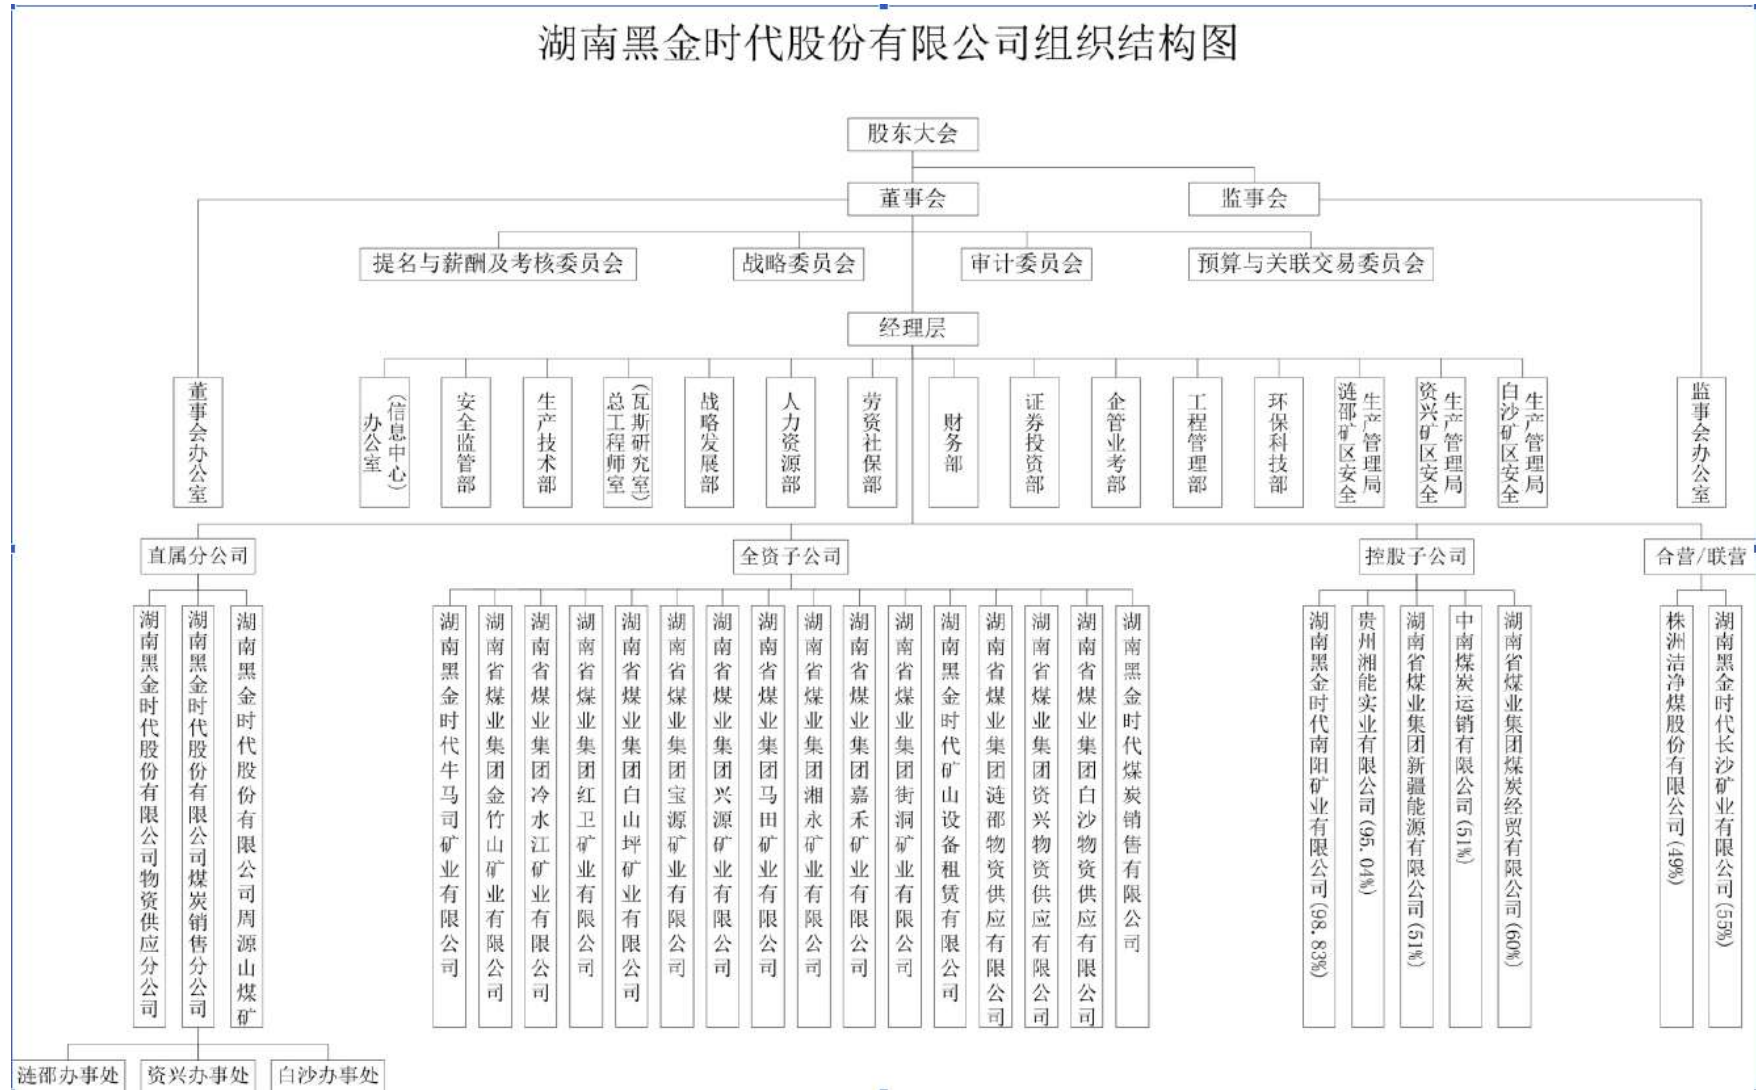 湖南黑金时代股份有限公司组织结构图
股东大会
董事会
监事会
提名与薪酬及考核委员会
战略委员会
审计委员会
预算与关联交易委员会
经理层
董事会办公室
办公室
(信息中心)
安全监管部
生产技术部
总工程师室
(瓦斯研究室)
战略发展部
人力资源部
劳资社保部
财务部
证券投资部
企管业考部
工程管理部
环保科技部
涟邵矿区安全
生产管理局
资兴矿区安全
生产管理局
白沙矿区安全
生产管理局
监事会办公室
直属分公司
全资子公司
控股子公司
合营/联营
湖南黑金时代股份有限公司物资供应分公司
湖南黑金时代股份有限公司煤炭销售分公司
湖南黑金时代股份有限公司周源山煤矿
湖南黑金时代牛马司矿业有限公司
湖南省煤业集团金竹山矿业有限公司
湖南省煤业集团冷水江矿业有限公司
湖南省煤业集团红卫矿业有限公司
湖南省煤业集团白山坪矿业有限公司
湖南省煤业集团宝源矿业有限公司
湖南省煤业集团兴源矿业有限公司
湖南省煤业集团马田矿业有限公司
湖南省煤业集团湘永矿业有限公司
湖南省煤业集团嘉禾矿业有限公司
湖南省煤业集团街洞矿业有限公司
湖南黑金时代矿山设备租赁有限公司
湖南省煤业集团涟邵物资供应有限公司
湖南省煤业集团资兴物资供应有限公司
湖南省煤业集团白沙物资供应有限公司
湖南黑金时代煤炭销售有限公司
湖南黑金时代南阳矿业有限公司(98.83%)
贵州湘能实业有限公司(95.04%)
湖南省煤业集团新疆能源有限公司(51%)
中南煤炭运销有限公司(51%)
湖南省煤业集团煤炭经贸有限公司(60%)
株洲洁净煤股份有限公司(49%)
湖南黑金时代长沙矿业有限公司(55%)
涟邵办事处
资兴办事处
白沙办事处